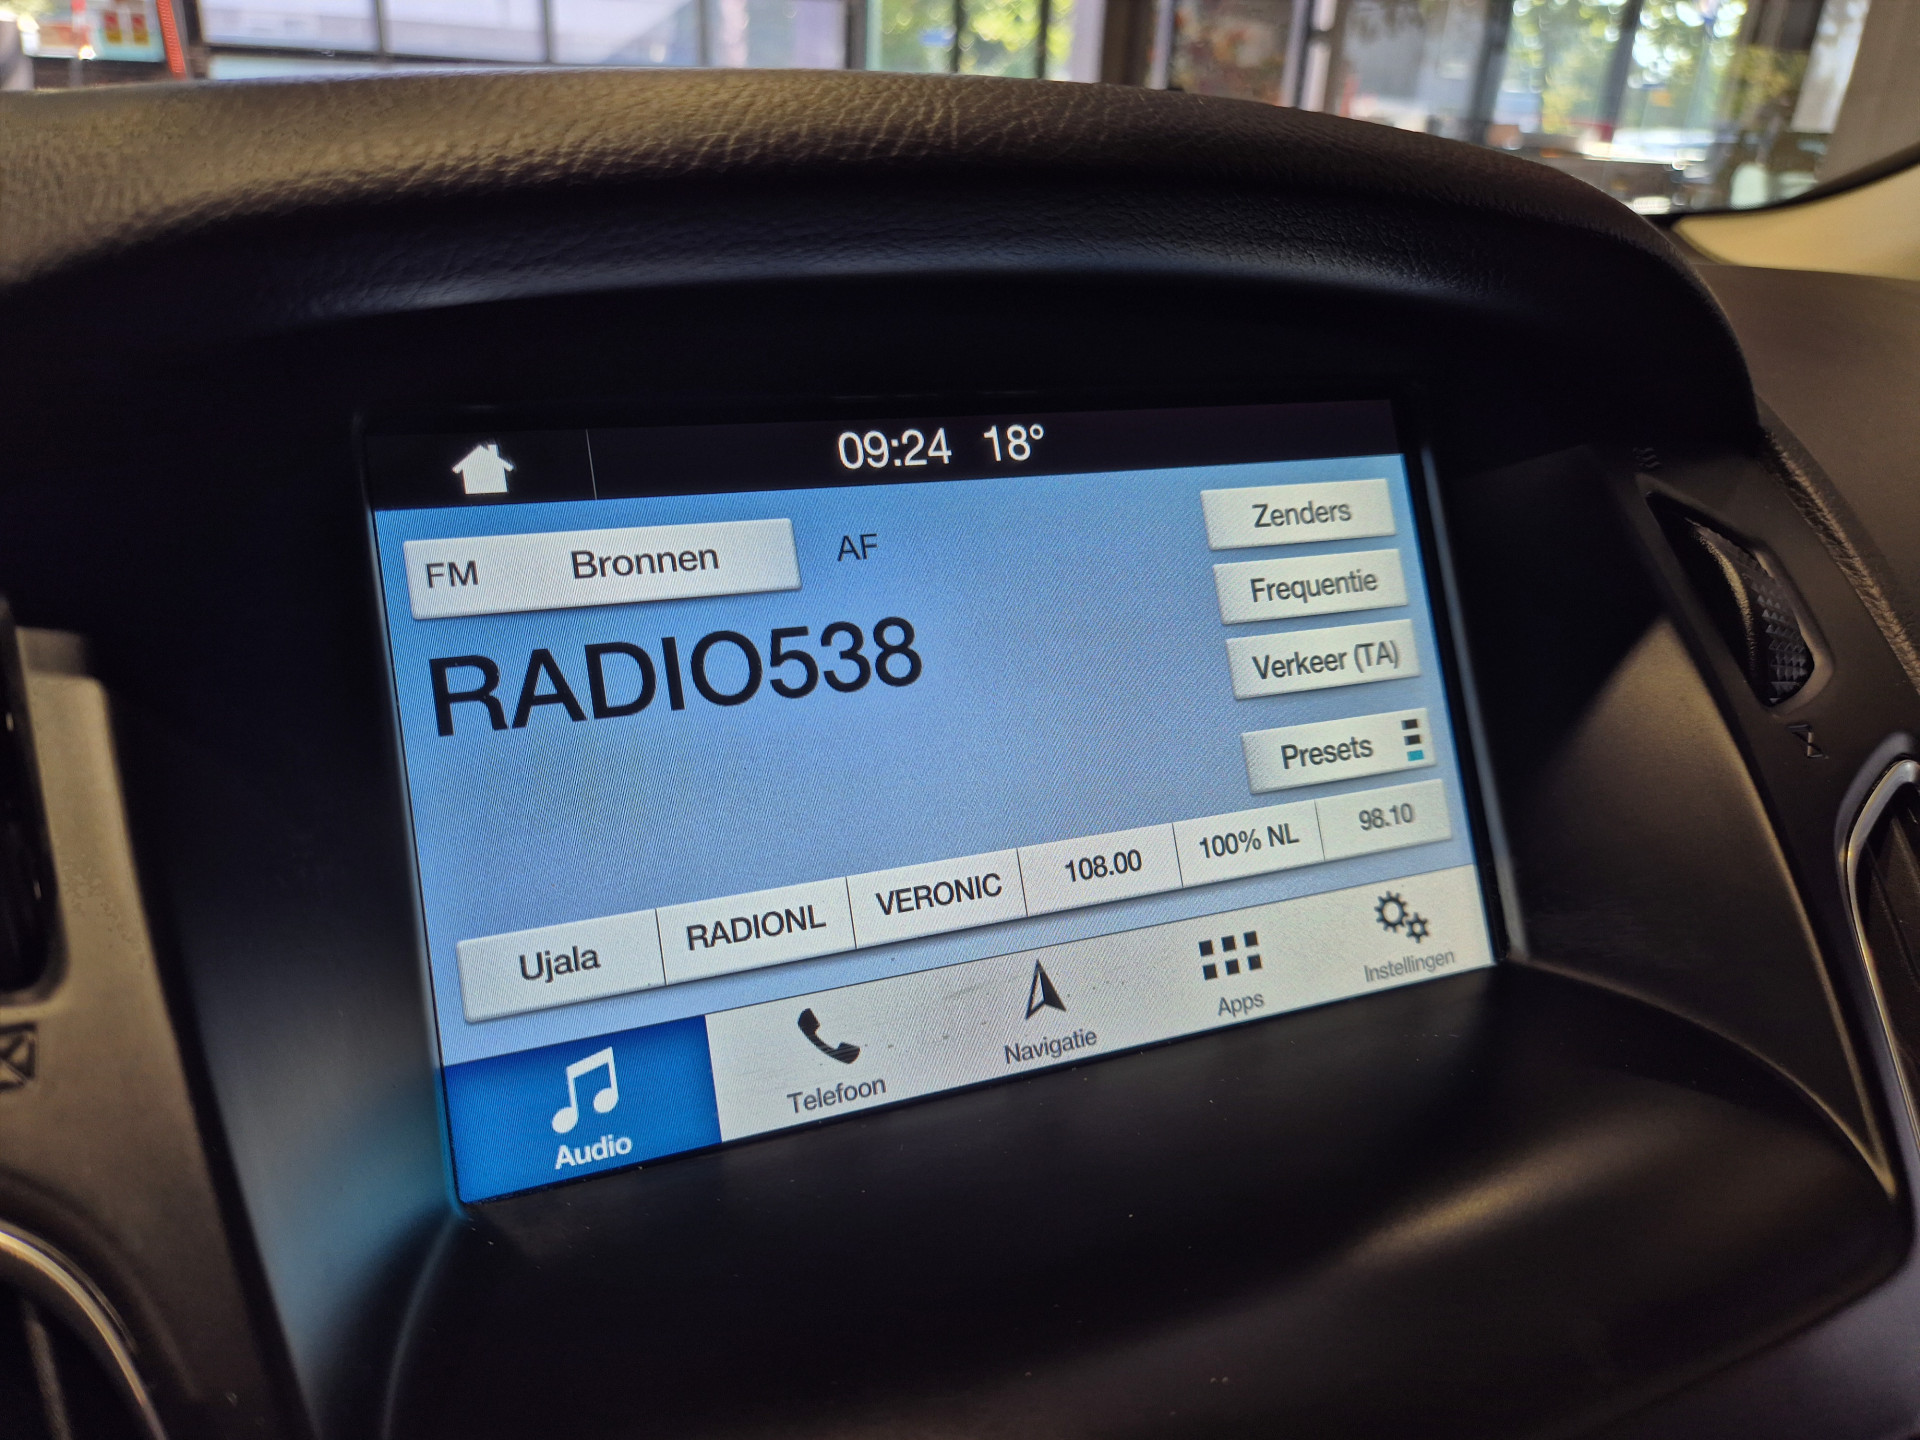 09:24 18°
FM Bronnen AF
Zenders
Frequentie
RADIO538
Verkeer (TA)
Presets
Ujala RADIONL VERONIC 108.00 100% NL 98.10
Audio Telefoon Navigatie Apps Instellingen